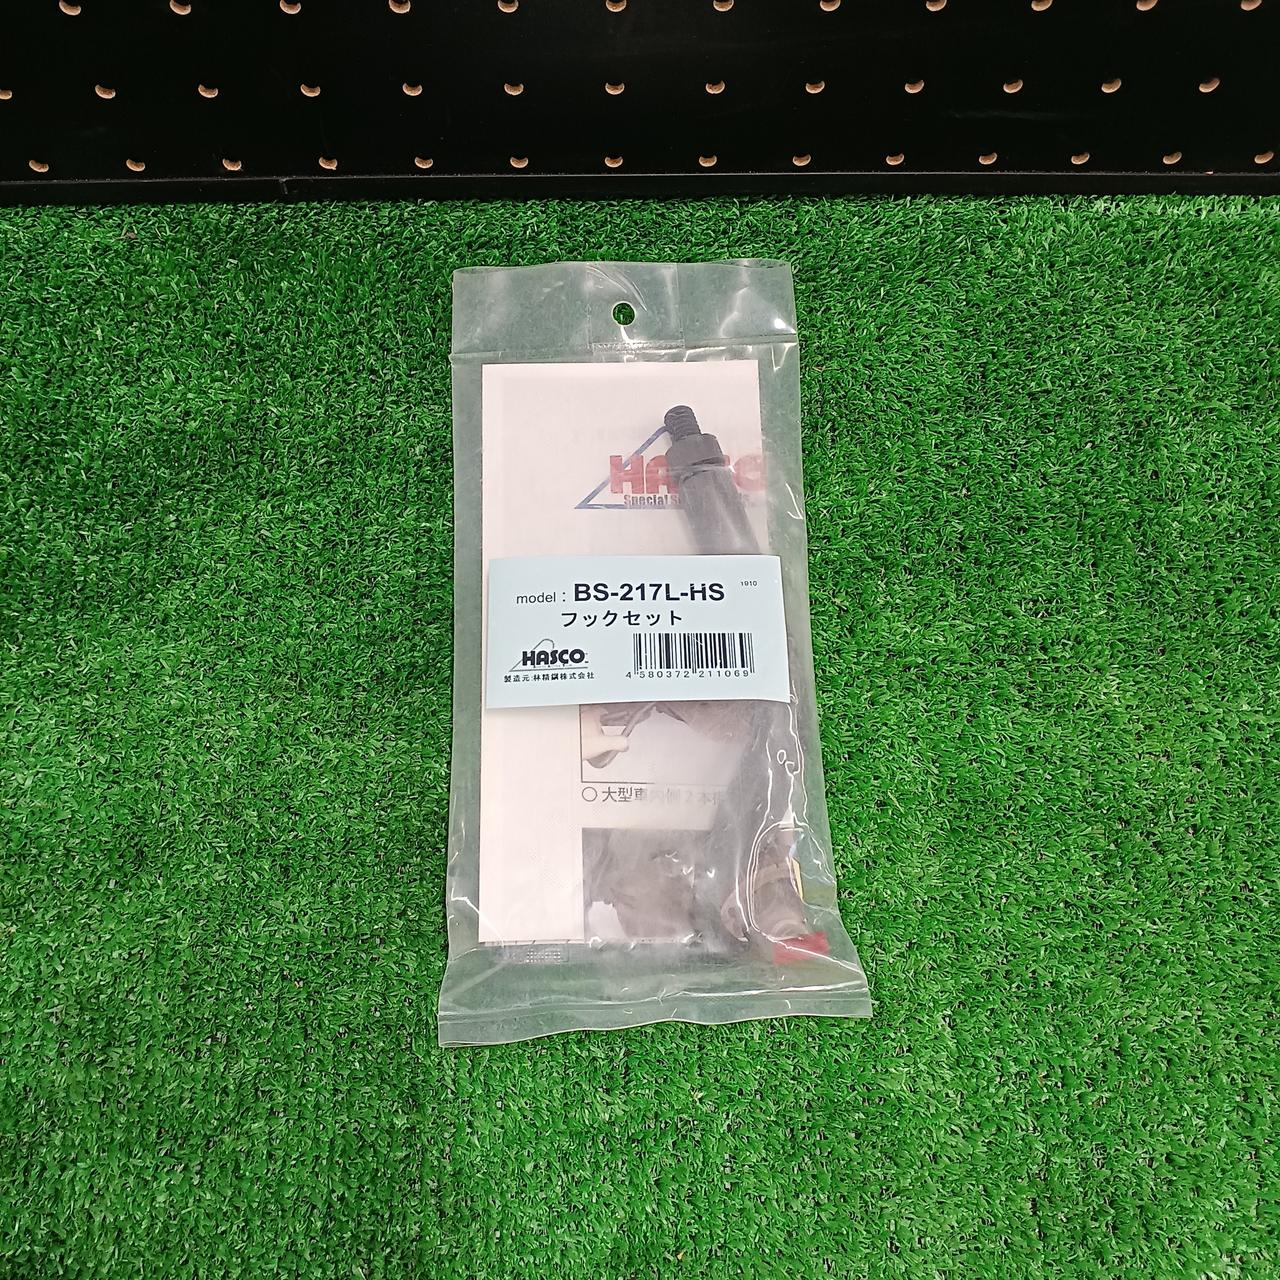 HASCO
Special S
model : BS-217L-HS 1910
フックセット
HASCO
製造元:林精鋼株式会社
4 580372 211069
○大型車内側2本